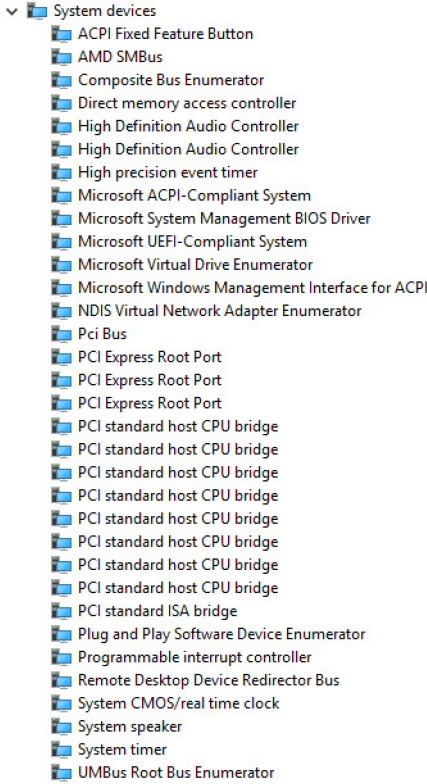 System devices
ACPI Fixed Feature Button
AMD SMBus
Composite Bus Enumerator
Direct memory access controller
High Definition Audio Controller
High Definition Audio Controller
High precision event timer
Microsoft ACPI-Compliant System
Microsoft System Management BIOS Driver
Microsoft UEFI-Compliant System
Microsoft Virtual Drive Enumerator
Microsoft Windows Management Interface for ACPI
NDIS Virtual Network Adapter Enumerator
Pci Bus
PCI Express Root Port
PCI Express Root Port
PCI Express Root Port
PCI standard host CPU bridge
PCI standard host CPU bridge
PCI standard host CPU bridge
PCI standard host CPU bridge
PCI standard host CPU bridge
PCI standard host CPU bridge
PCI standard host CPU bridge
PCI standard host CPU bridge
PCI standard ISA bridge
Plug and Play Software Device Enumerator
Programmable interrupt controller
Remote Desktop Device Redirector Bus
System CMOS/real time clock
System speaker
System timer
UMBus Root Bus Enumerator